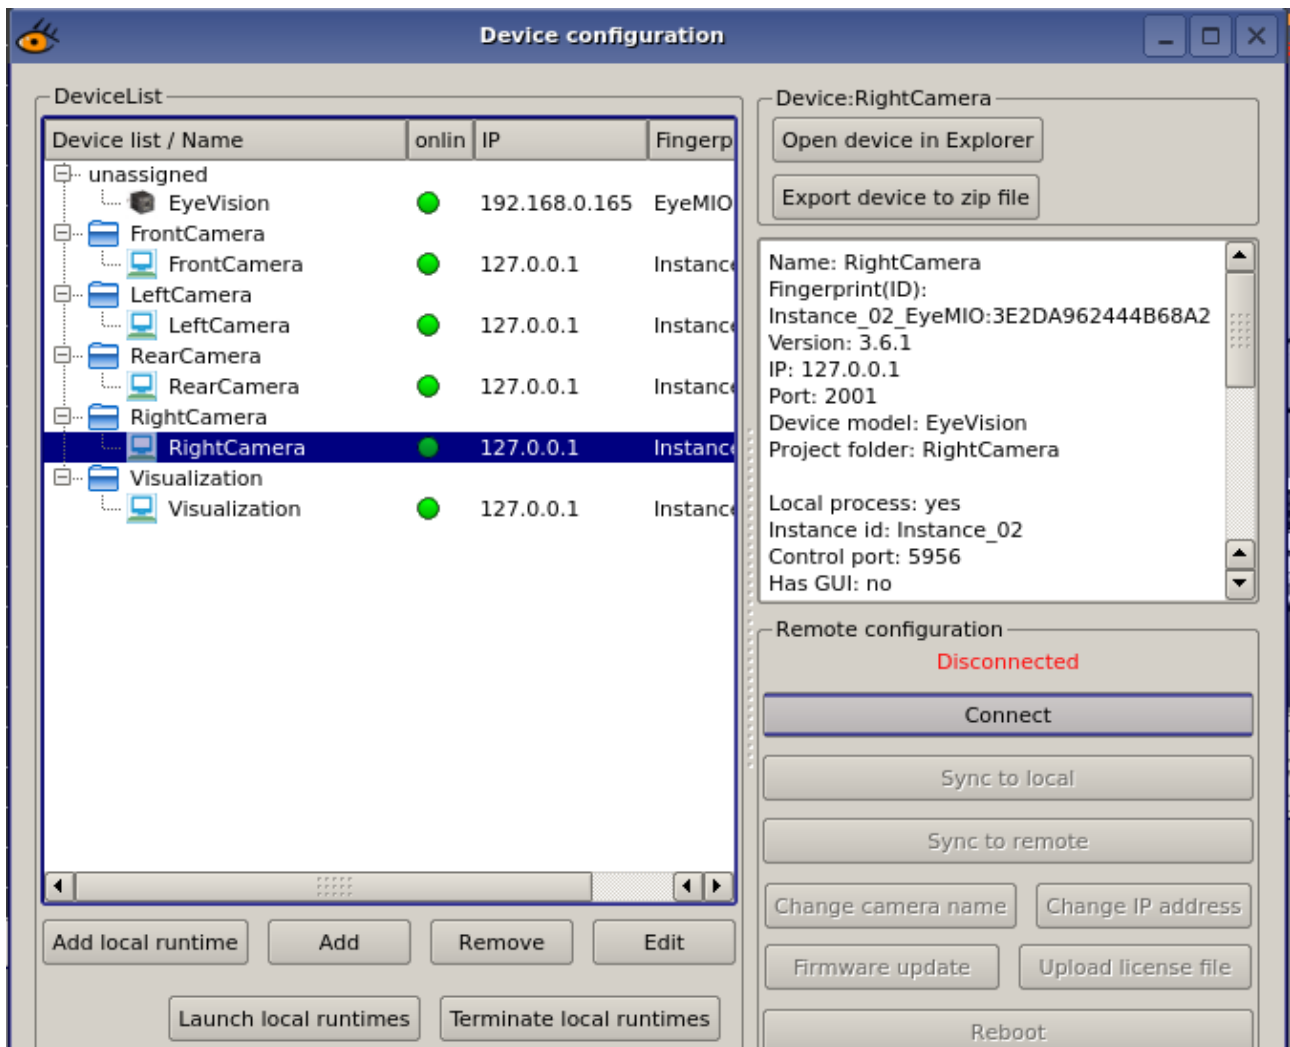 Device configuration
DeviceList
Device list / Name onlin IP Fingerp
unassigned
EyeVision 192.168.0.165 EyeMIO
FrontCamera
FrontCamera 127.0.0.1 Instance
LeftCamera
LeftCamera 127.0.0.1 Instance
RearCamera
RearCamera 127.0.0.1 Instance
RightCamera
RightCamera 127.0.0.1 Instance
Visualization
Visualization 127.0.0.1 Instance
Add local runtime Add Remove Edit
Launch local runtimes Terminate local runtimes
Device:RightCamera
Open device in Explorer
Export device to zip file
Name: RightCamera
Fingerprint(ID):
Instance_02_EyeMIO:3E2DA962444B68A2
Version: 3.6.1
IP: 127.0.0.1
Port: 2001
Device model: EyeVision
Project folder: RightCamera
Local process: yes
Instance id: Instance_02
Control port: 5956
Has GUI: no
Remote configuration
Disconnected
Connect
Sync to local
Sync to remote
Change camera name Change IP address
Firmware update Upload license file
Reboot